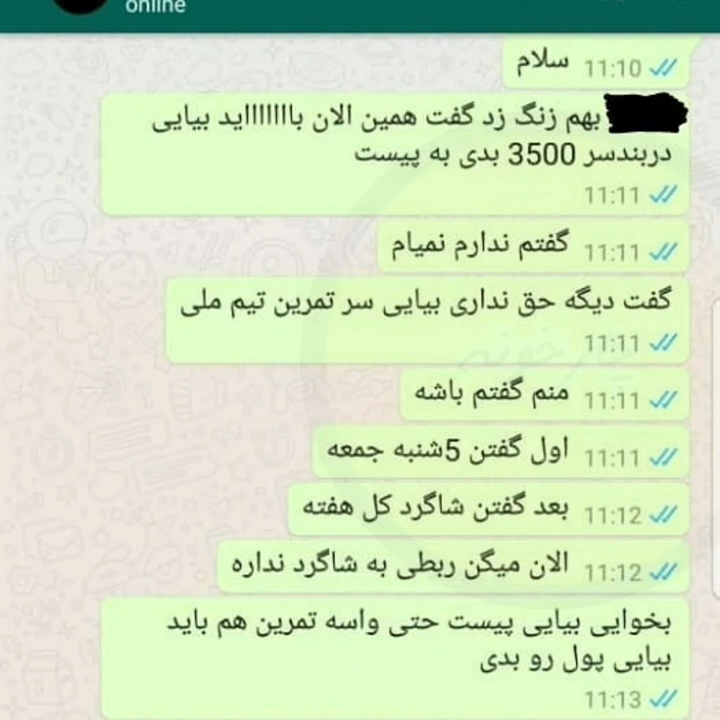 online
سلام
11:10
بهم زنگ زد گفت همین الان بااااااید بیایی
دربندسر 3500 بدی به پیست
11:11
گفتم ندارم نمیام
11:11
گفت دیگه حق نداری بیایی سر تمرین تیم ملی
11:11
منم گفتم باشه
11:11
اول گفتن 5شنبه جمعه
11:11
بعد گفتن شاگرد کل هفته
11:12
الان میگن ربطی به شاگرد نداره
11:12
بخوایی بیایی پیست حتی واسه تمرین هم باید
بیایی پول رو بدی
11:13